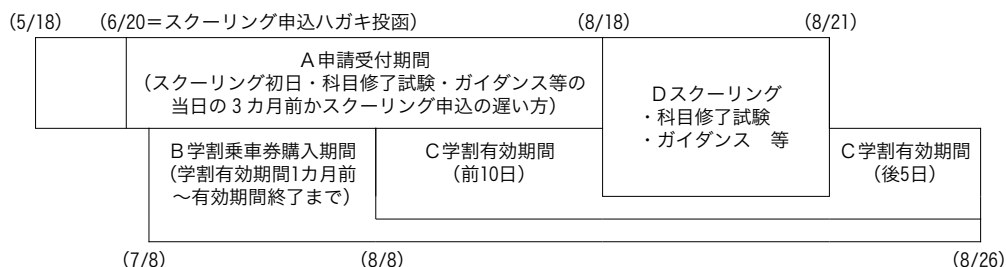 (5/18)
(6/20＝スクーリング申込ハガキ投函)
(8/18)
(8/21)
A申請受付期間
(スクーリング初日・科目修了試験・ガイダンス等の
当日の３カ月前かスクーリング申込の遅い方)
Dスクーリング
・科目修了試験
・ガイダンス　等
B学割乗車券購入期間
(学割有効期間1カ月前
～有効期間終了まで)
C学割有効期間
(前10日)
C学割有効期間
(後5日)
(7/8)
(8/8)
(8/26)